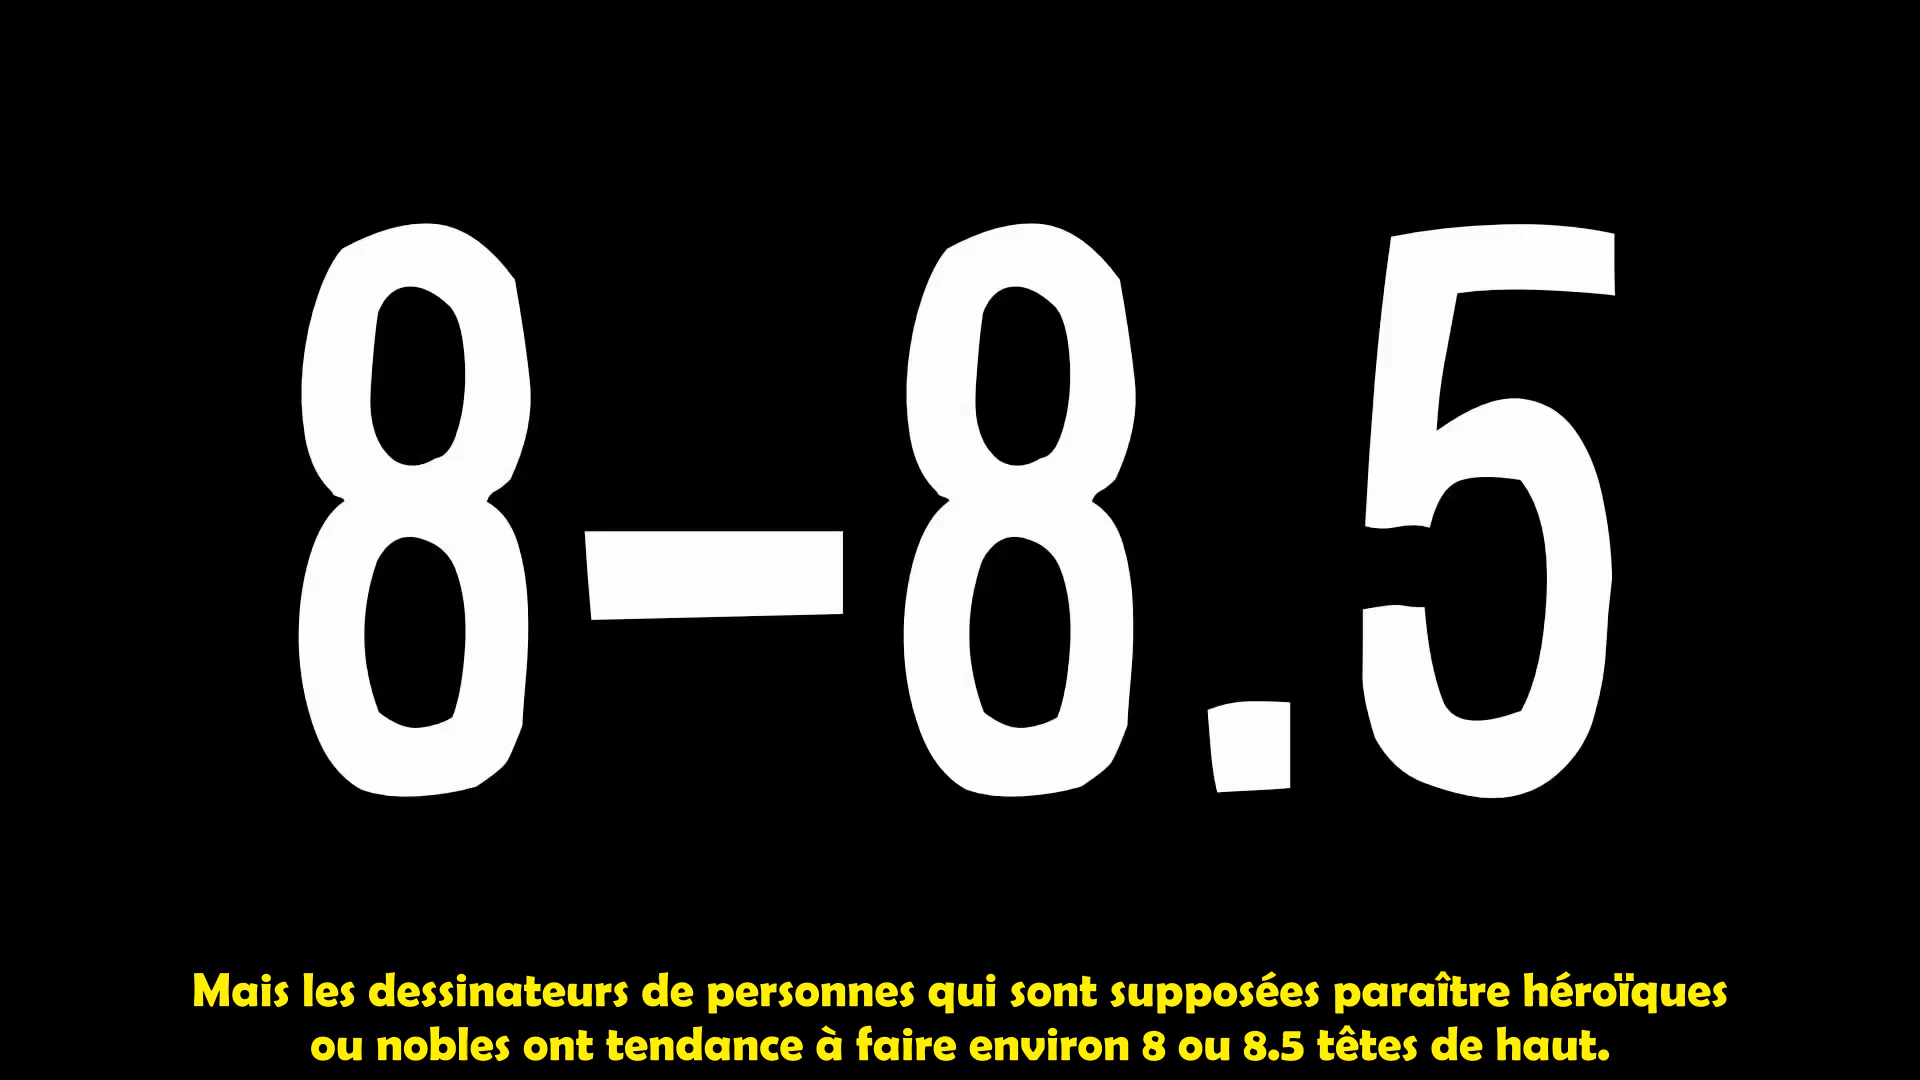 8-8.5
Mais les dessinateurs de personnes qui sont supposées paraître héroïques
ou nobles ont tendance à faire environ 8 ou 8.5 têtes de haut.